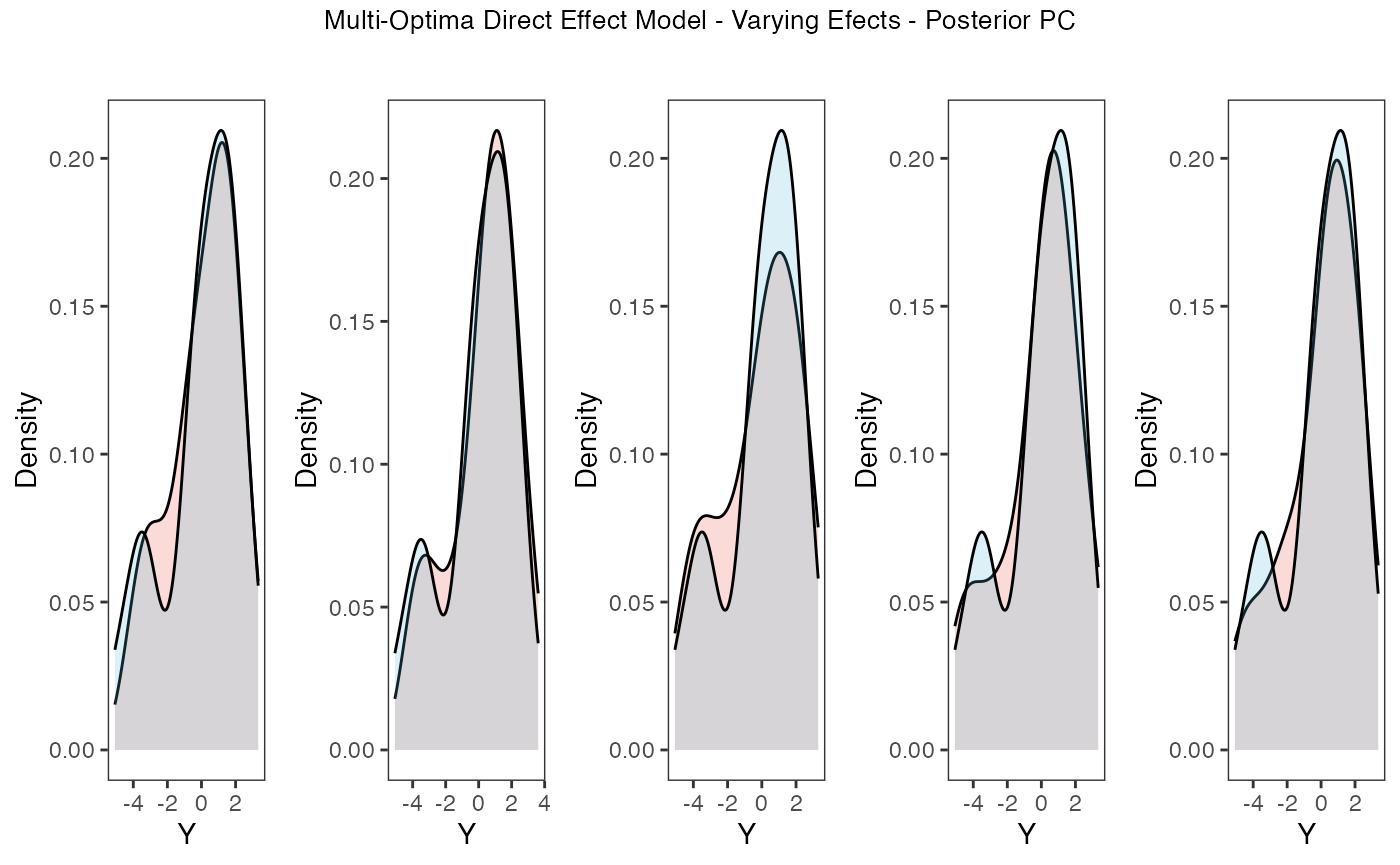 Multi-Optima Direct Effect Model - Varying Efects - Posterior PC
0.20 0.20 0.20 0.20 0.20
0.15 0.15 0.15 0.15 0.15
Density Density Density Density Density
0.10 0.10 0.10 0.10 0.10
0.05 0.05 0.05 0.05 0.05
0.00 0.00 0.00 0.00 0.00
-4 -2 0 2 -4 -2 0 2 4 -4 -2 0 2 -4 -2 0 2 -4 -2 0 2
Y Y Y Y Y